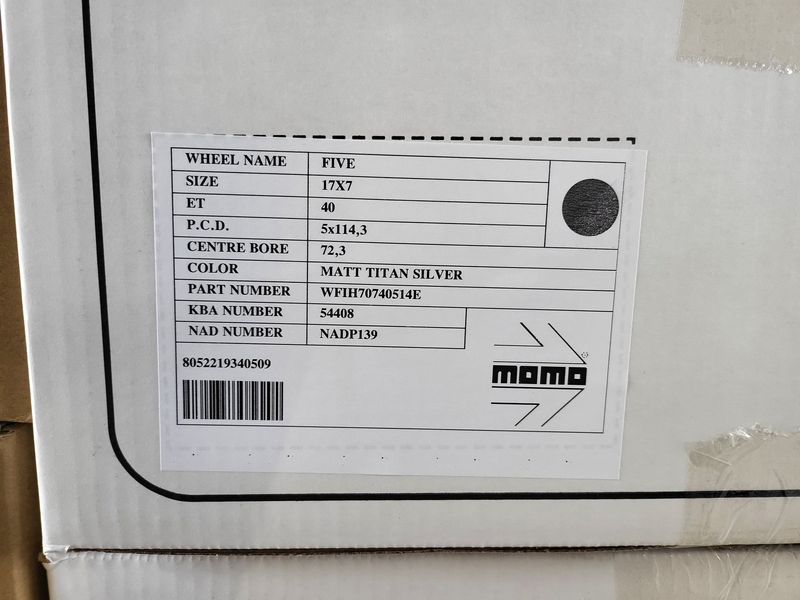 WHEEL NAME FIVE
SIZE 17X7
ET 40
P.C.D. 5x114,3
CENTRE BORE 72,3
COLOR MATT TITAN SILVER
PART NUMBER WFIH70740514E
KBA NUMBER 54408
NAD NUMBER NADP139
8052219340509
momo